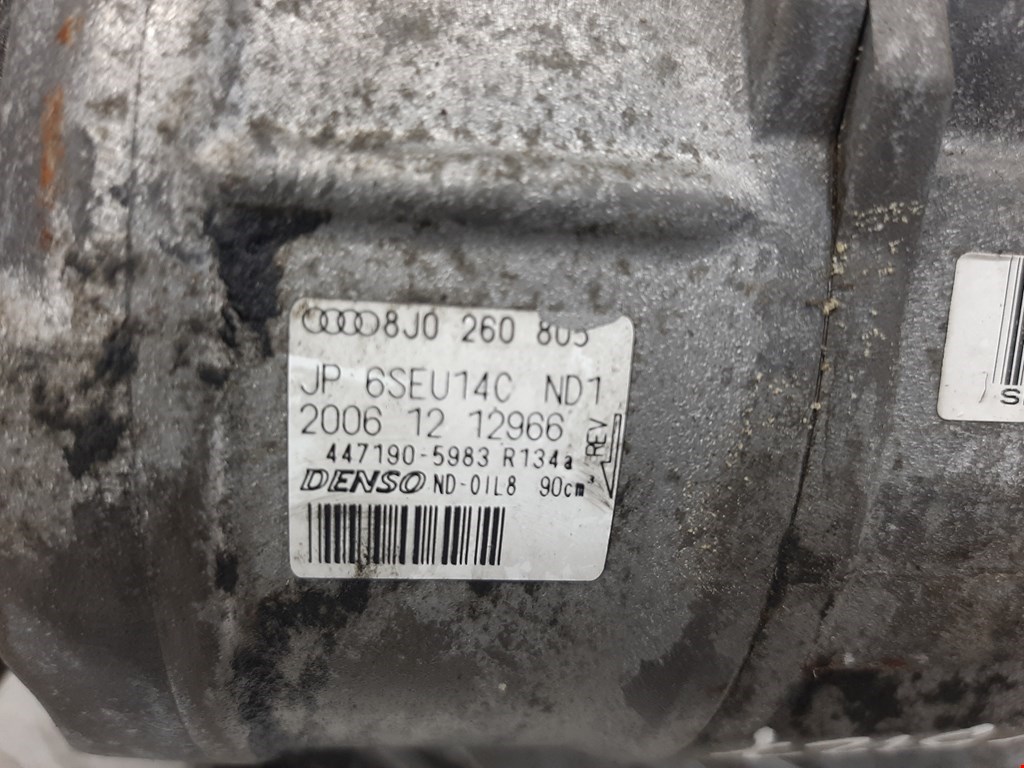 8J0 260 805
JP 6SEU14C ND1
2006 12 12966
447190-5983 R134a
REV
DENSO ND-OIL8 90cm³